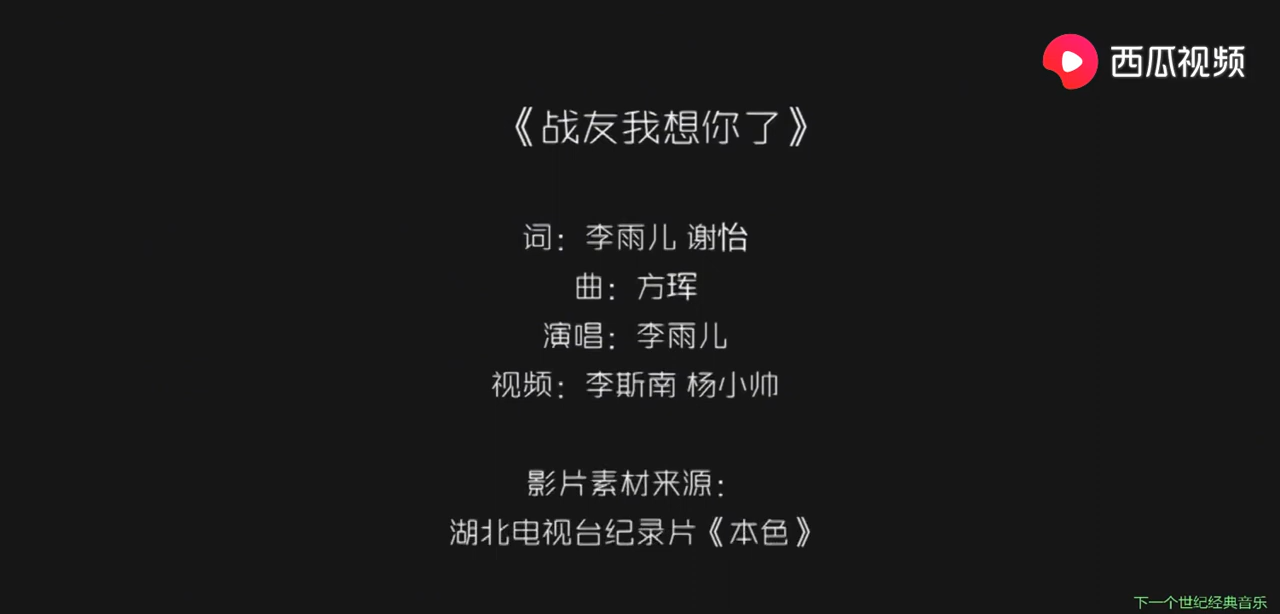 西瓜视频
《战友我想你了》
词：李雨儿 谢怡
曲：方珲
演唱：李雨儿
视频：李斯南 杨小帅
影片素材来源：
湖北电视台纪录片《本色》
下一个世纪经典音乐